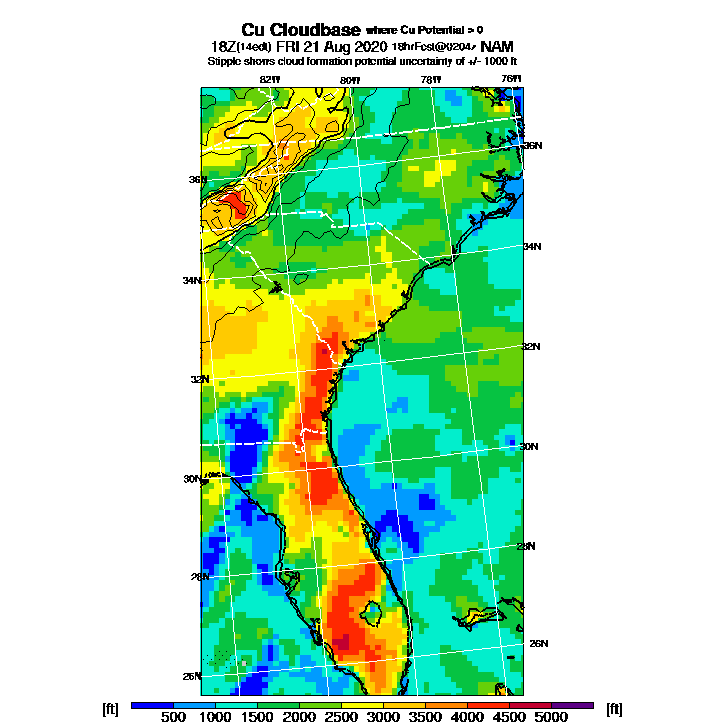 Cu Cloudbase where Cu Potential > 0
18Z(14edt) FRI 21 Aug 2020 18hrFcst@0204z NAM
Stipple shows cloud formation potential uncertainty of +/- 1000 ft
82W 80W 78W 76W
36N
36N
34N
34N
32N
32N
30N
30N
28N
28N
26N
26N
[ft] 500 1000 1500 2000 2500 3000 3500 4000 4500 5000 [ft]